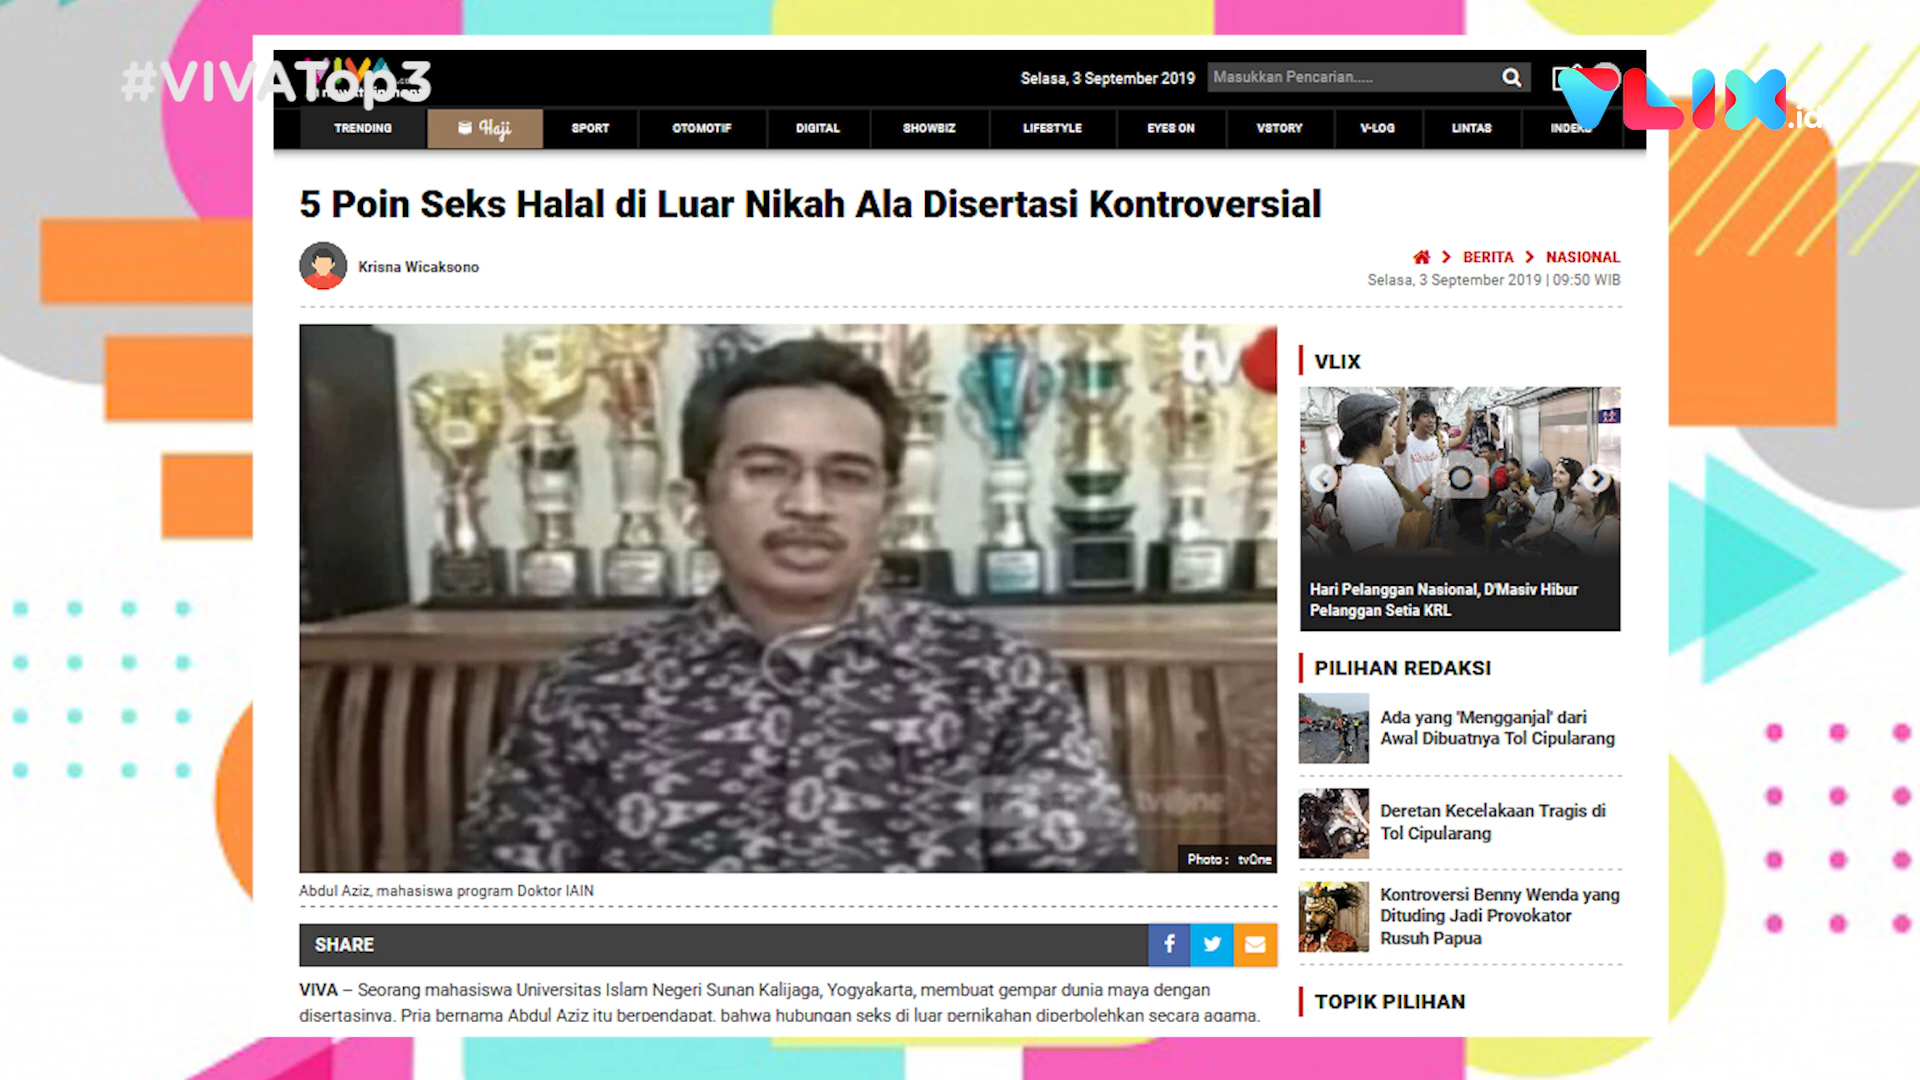 #VIVATop3
VIVA
Selasa, 3 September 2019
Masukkan Pencarian.....
VLIX.id
TRENDING
Haji
SPORT
OTOMOTIF
DIGITAL
SHOWBIZ
LIFESTYLE
EYES ON
VSTORY
V-LOG
LINTAS
INDEKS
5 Poin Seks Halal di Luar Nikah Ala Disertasi Kontroversial
Krisna Wicaksono
BERITA > NASIONAL
Selasa, 3 September 2019 | 09:50 WIB
tv
tvOne
Photo : tvOne
Abdul Aziz, mahasiswa program Doktor IAIN
SHARE
VIVA – Seorang mahasiswa Universitas Islam Negeri Sunan Kalijaga, Yogyakarta, membuat gempar dunia maya dengan
disertasinya. Pria bernama Abdul Aziz itu berpendapat, bahwa hubungan seks di luar pernikahan diperbolehkan secara agama.
VLIX
Hari Pelanggan Nasional, D'Masiv Hibur
Pelanggan Setia KRL
PILIHAN REDAKSI
Ada yang 'Mengganjal' dari
Awal Dibuatnya Tol Cipularang
Deretan Kecelakaan Tragis di
Tol Cipularang
Kontroversi Benny Wenda yang
Dituding Jadi Provokator
Rusuh Papua
TOPIK PILIHAN